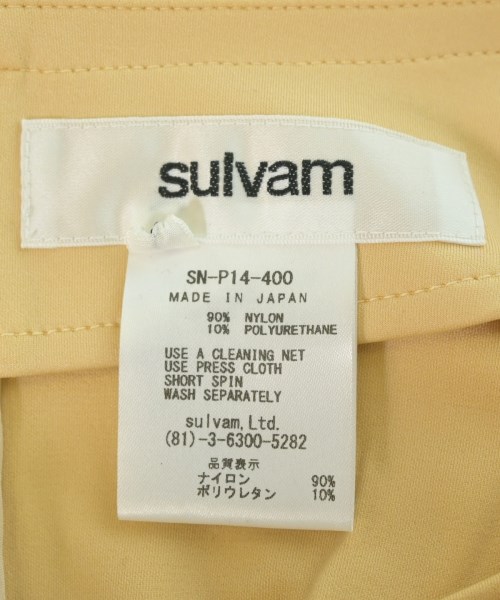 sulvam
SN-P14-400
MADE IN JAPAN
90% NYLON
10% POLYURETHANE
USE A CLEANING NET
USE PRESS CLOTH
SHORT SPIN
WASH SEPARATELY
sulvam,Ltd.
(81)-3-6300-5282
品質表示
ナイロン 90%
ポリウレタン 10%